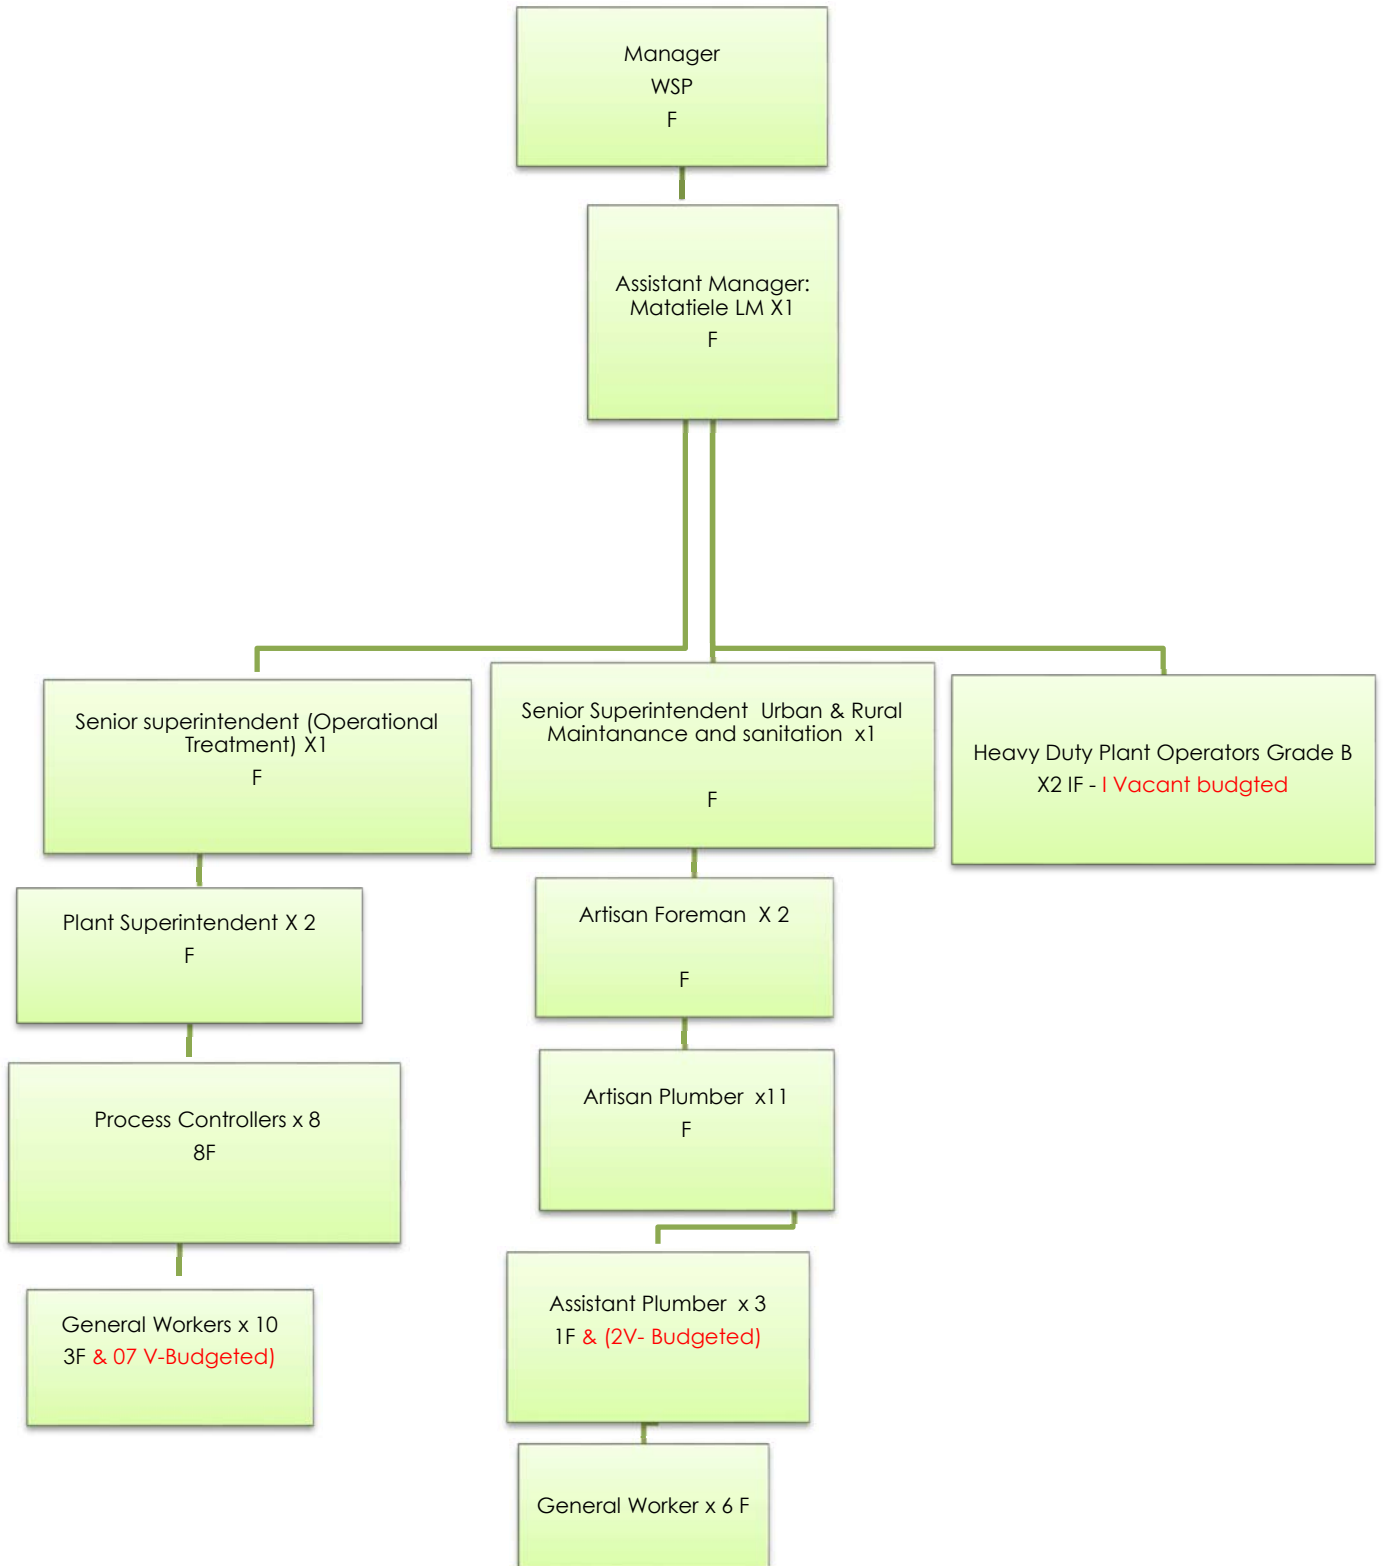 Manager
WSP
F
Assistant Manager:
Matatiele LM X1
F
Senior superintendent (Operational
Treatment) X1
F
Senior Superintendent  Urban & Rural
Maintanance and sanitation  x1
F
Heavy Duty Plant Operators Grade B
X2 IF - I Vacant budgted
Plant Superintendent X 2
F
Artisan Foreman  X 2
F
Process Controllers x 8
8F
Artisan Plumber  x11
F
General Workers x 10
3F & 07 V-Budgeted)
Assistant Plumber  x 3
1F & (2V- Budgeted)
General Worker x 6 F